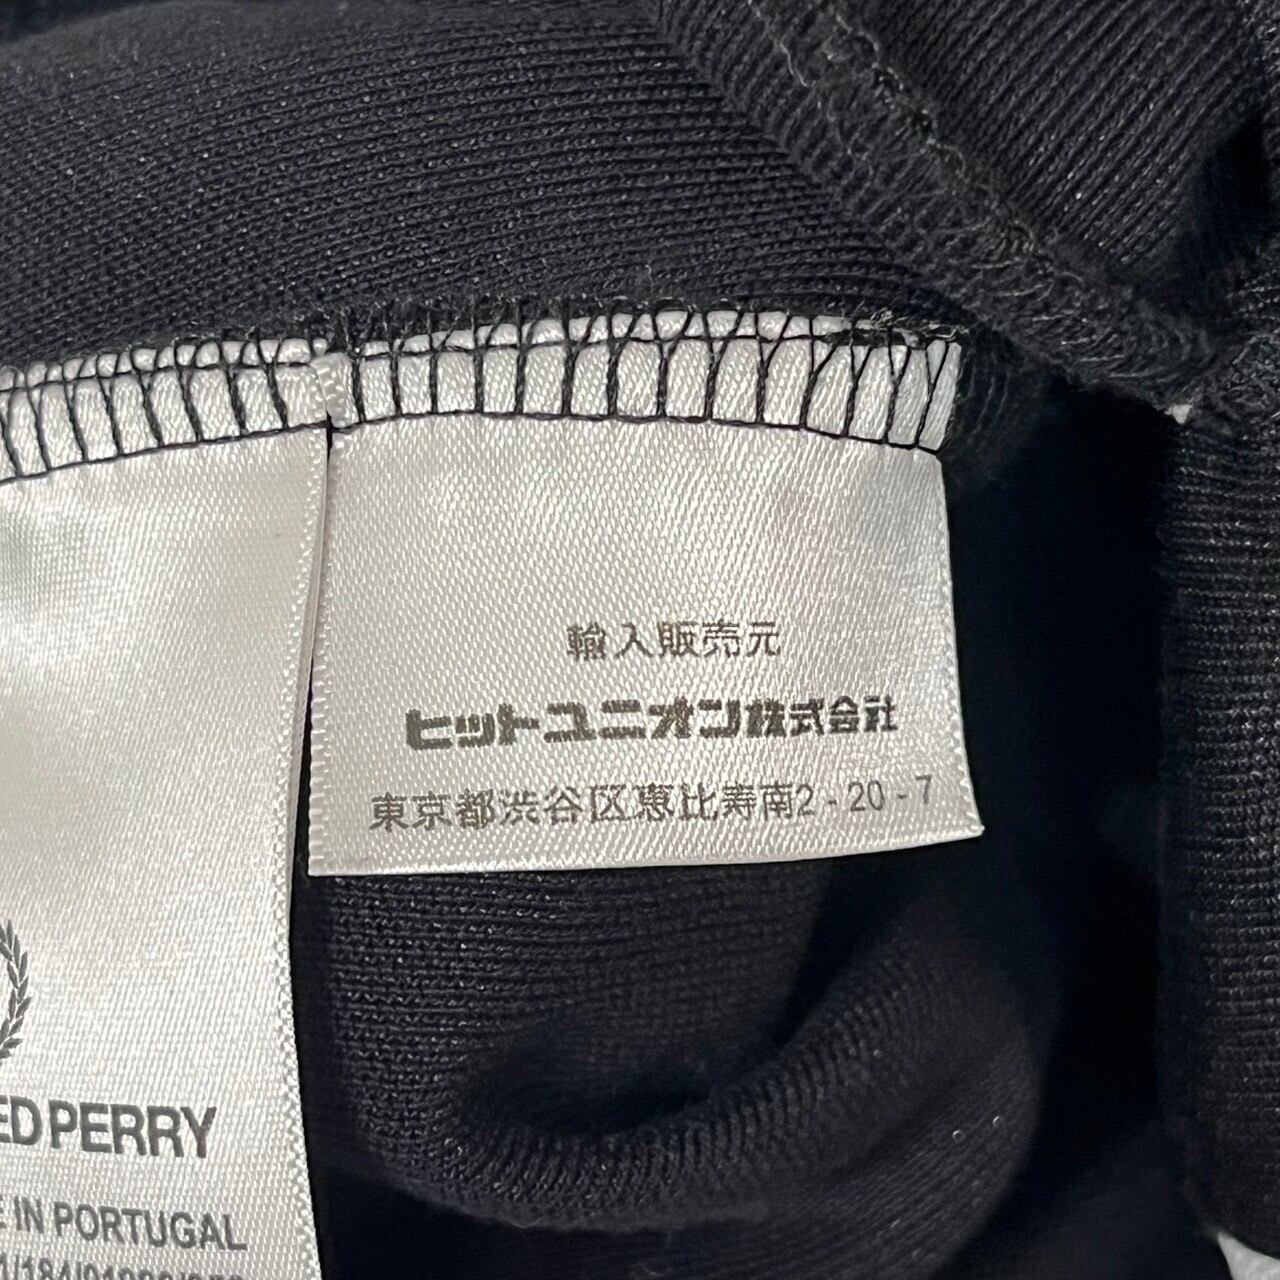 輸入販売元
ヒットユニオン株式会社
東京都渋谷区恵比寿南2-20-7
ED PERRY
IN PORTUGAL